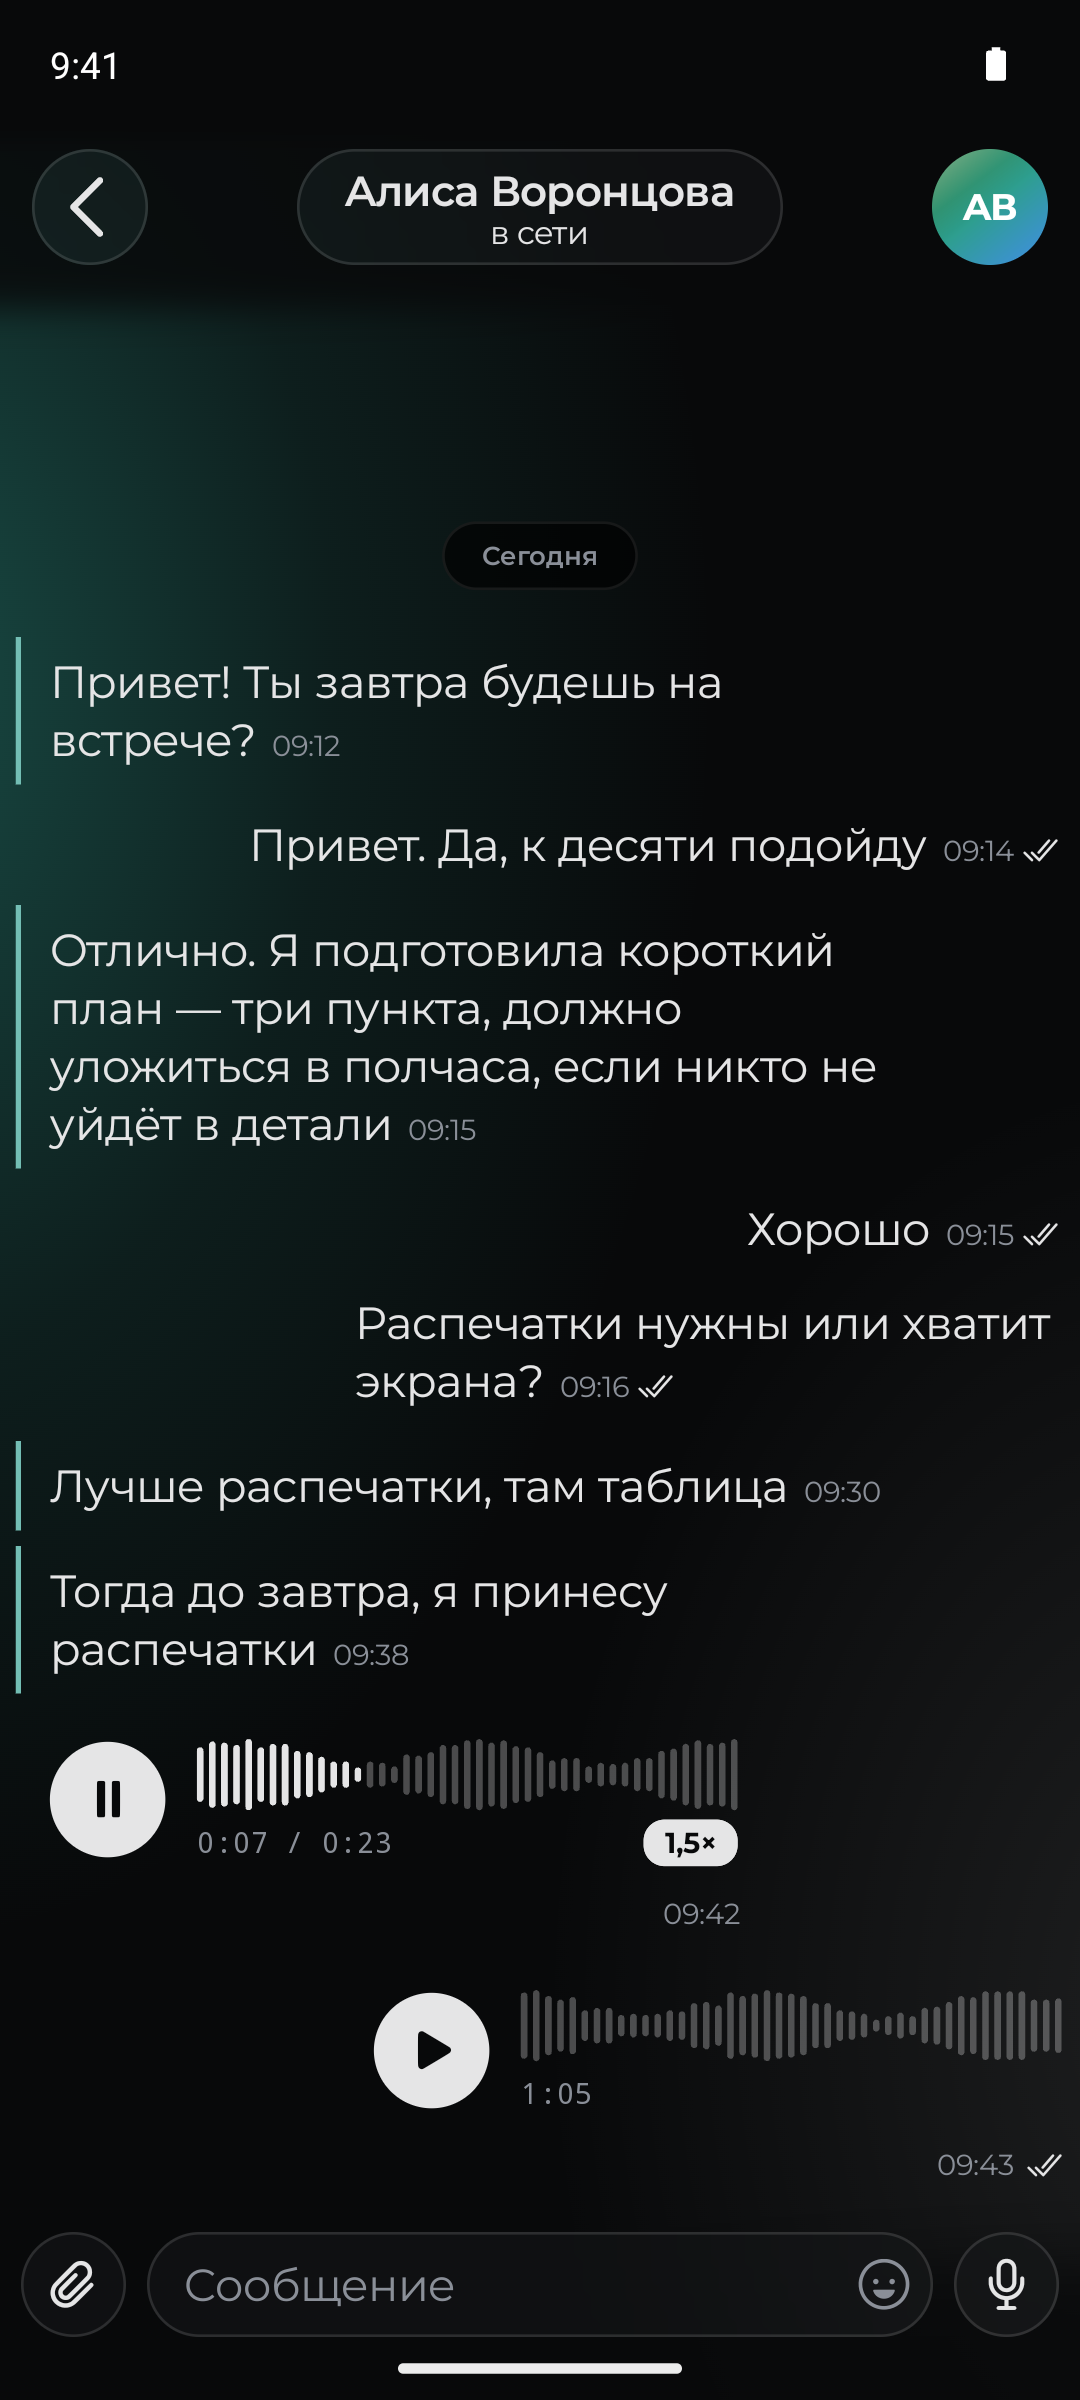 9:41
Алиса Воронцова
в сети
АВ
Сегодня
Привет! Ты завтра будешь на
встрече? 09:12
Привет. Да, к десяти подойду 09:14
Отлично. Я подготовила короткий
план — три пункта, должно
уложиться в полчаса, если никто не
уйдёт в детали 09:15
Хорошо 09:15
Распечатки нужны или хватит
экрана? 09:16
Лучше распечатки, там таблица 09:30
Тогда до завтра, я принесу
распечатки 09:38
0:07 / 0:23
1,5×
09:42
1:05
09:43
Сообщение